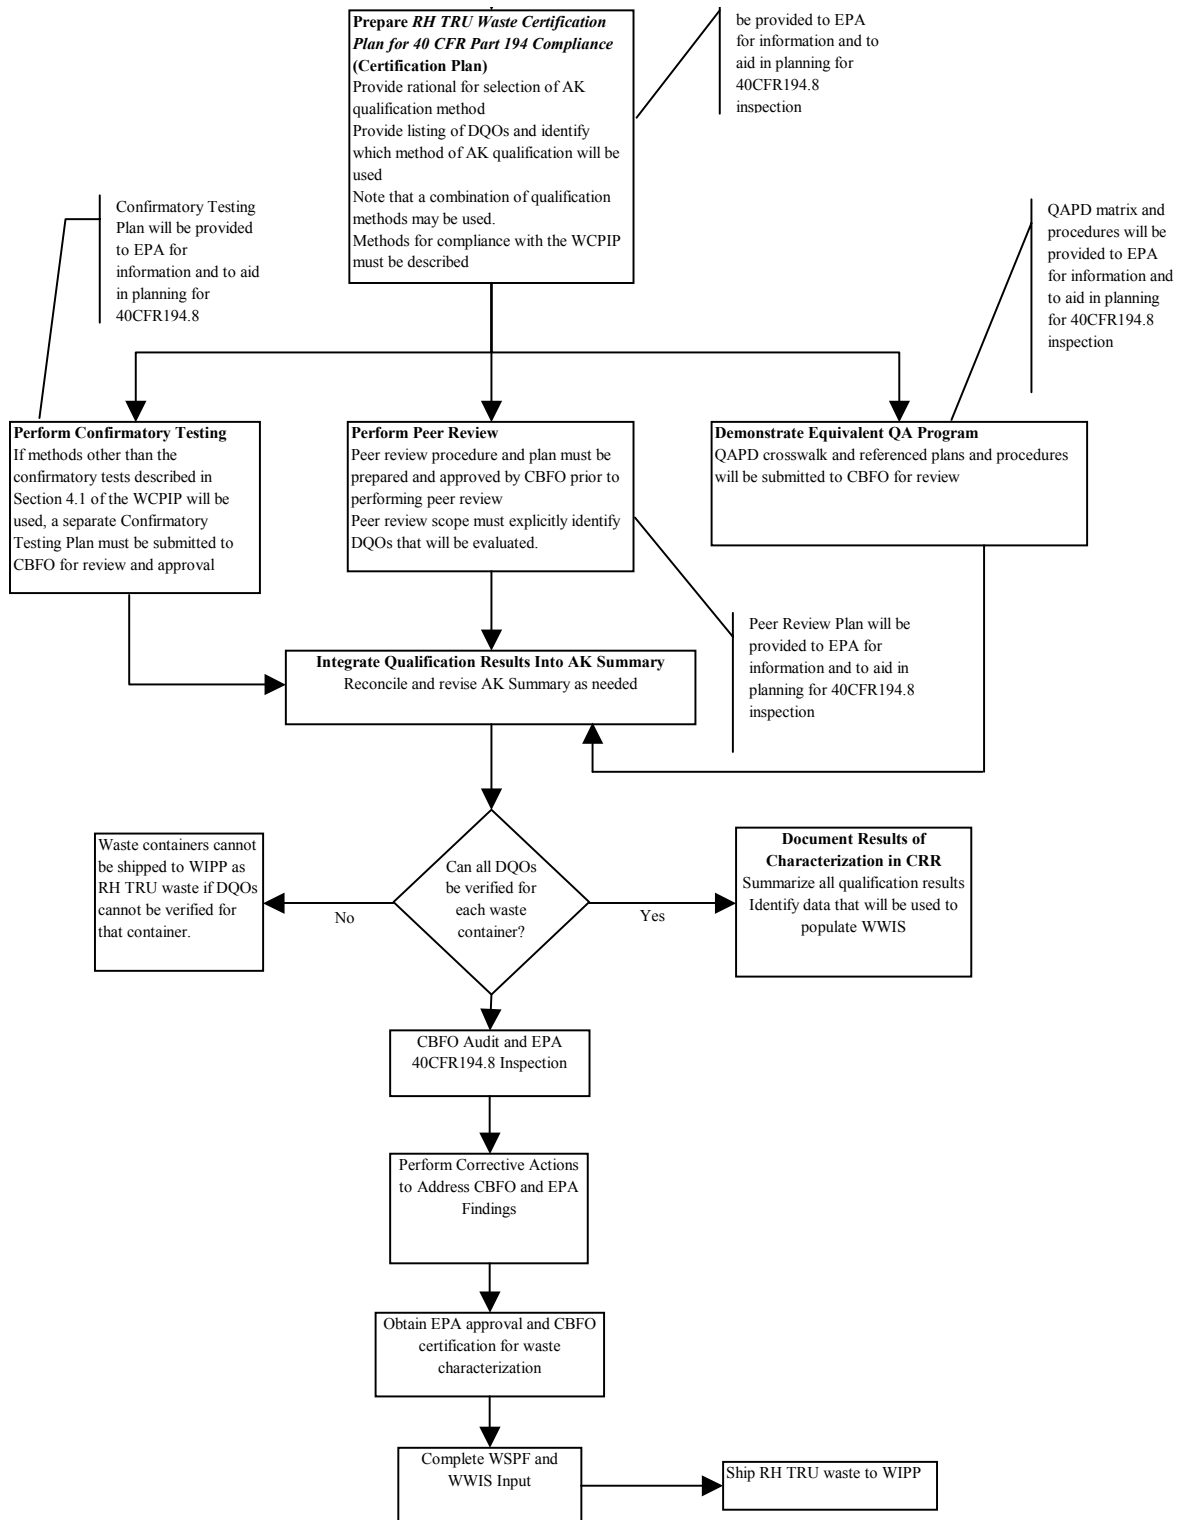 Prepare RH TRU Waste Certification
Plan for 40 CFR Part 194 Compliance
(Certification Plan)
Provide rational for selection of AK
qualification method
Provide listing of DQOs and identify
which method of AK qualification will be
used
Note that a combination of qualification
methods may be used.
Methods for compliance with the WCPIP
must be described
be provided to EPA
for information and to
aid in planning for
40CFR194.8
inspection
Confirmatory Testing
Plan will be provided
to EPA for
information and to aid
in planning for
40CFR194.8
QAPD matrix and
procedures will be
provided to EPA
for information and
to aid in planning
for 40CFR194.8
inspection
Perform Confirmatory Testing
If methods other than the
confirmatory tests described in
Section 4.1 of the WCPIP will be
used, a separate Confirmatory
Testing Plan must be submitted to
CBFO for review and approval
Perform Peer Review
Peer review procedure and plan must be
prepared and approved by CBFO prior to
performing peer review
Peer review scope must explicitly identify
DQOs that will be evaluated.
Demonstrate Equivalent QA Program
QAPD crosswalk and referenced plans and procedures
will be submitted to CBFO for review
Peer Review Plan will be
provided to EPA for
information and to aid in
planning for 40CFR194.8
inspection
Integrate Qualification Results Into AK Summary
Reconcile and revise AK Summary as needed
Waste containers cannot
be shipped to WIPP as
RH TRU waste if DQOs
cannot be verified for
that container.
No
Can all DQOs
be verified for
each waste
container?
Yes
Document Results of
Characterization in CRR
Summarize all qualification results
Identify data that will be used to
populate WWIS
CBFO Audit and EPA
40CFR194.8 Inspection
Perform Corrective Actions
to Address CBFO and EPA
Findings
Obtain EPA approval and CBFO
certification for waste
characterization
Complete WSPF and
WWIS Input
Ship RH TRU waste to WIPP